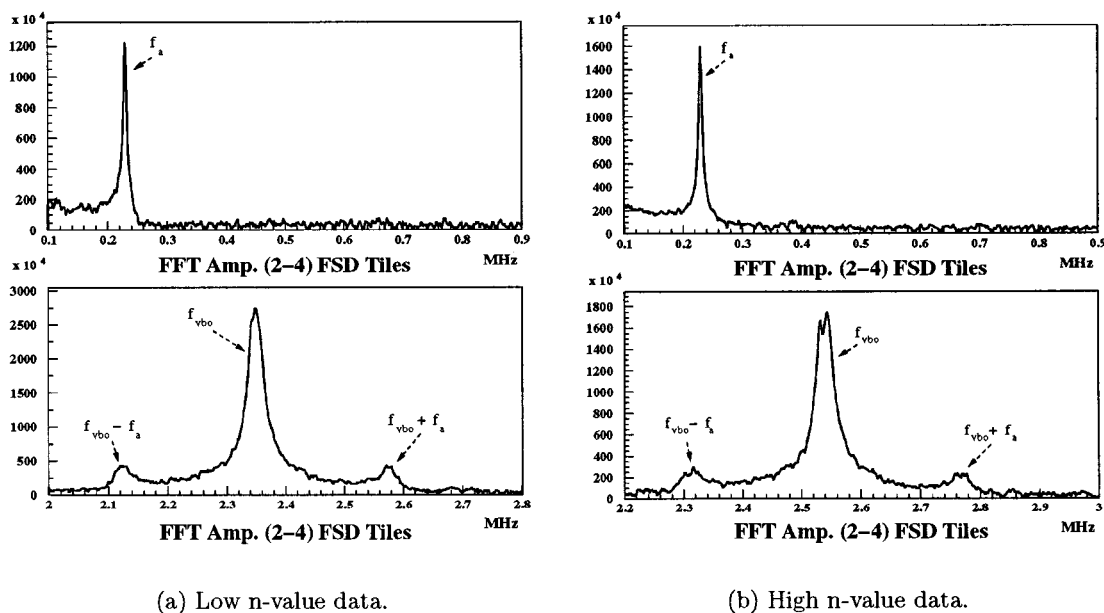 x 10⁴
1200
1000
800
600
400
200
0
fₐ
0.1 0.2 0.3 0.4 0.5 0.6 0.7 0.8 0.9
FFT Amp. (2−4) FSD Tiles MHz
x 10⁴
3000
2500
2000
1500
1000
500
0
f_vbo
f_vbo − fₐ
f_vbo + fₐ
2 2.1 2.2 2.3 2.4 2.5 2.6 2.7 2.8
FFT Amp. (2−4) FSD Tiles MHz
(a) Low n-value data.
x 10⁴
1600
1400
1200
1000
800
600
400
200
0
fₐ
0.1 0.2 0.3 0.4 0.5 0.6 0.7 0.8 0.9
FFT Amp. (2−4) FSD Tiles MHz
x 10⁴
1800
1600
1400
1200
1000
800
600
400
200
0
f_vbo
f_vbo − fₐ
f_vbo + fₐ
2.2 2.3 2.4 2.5 2.6 2.7 2.8 2.9 3
FFT Amp. (2−4) FSD Tiles MHz
(b) High n-value data.